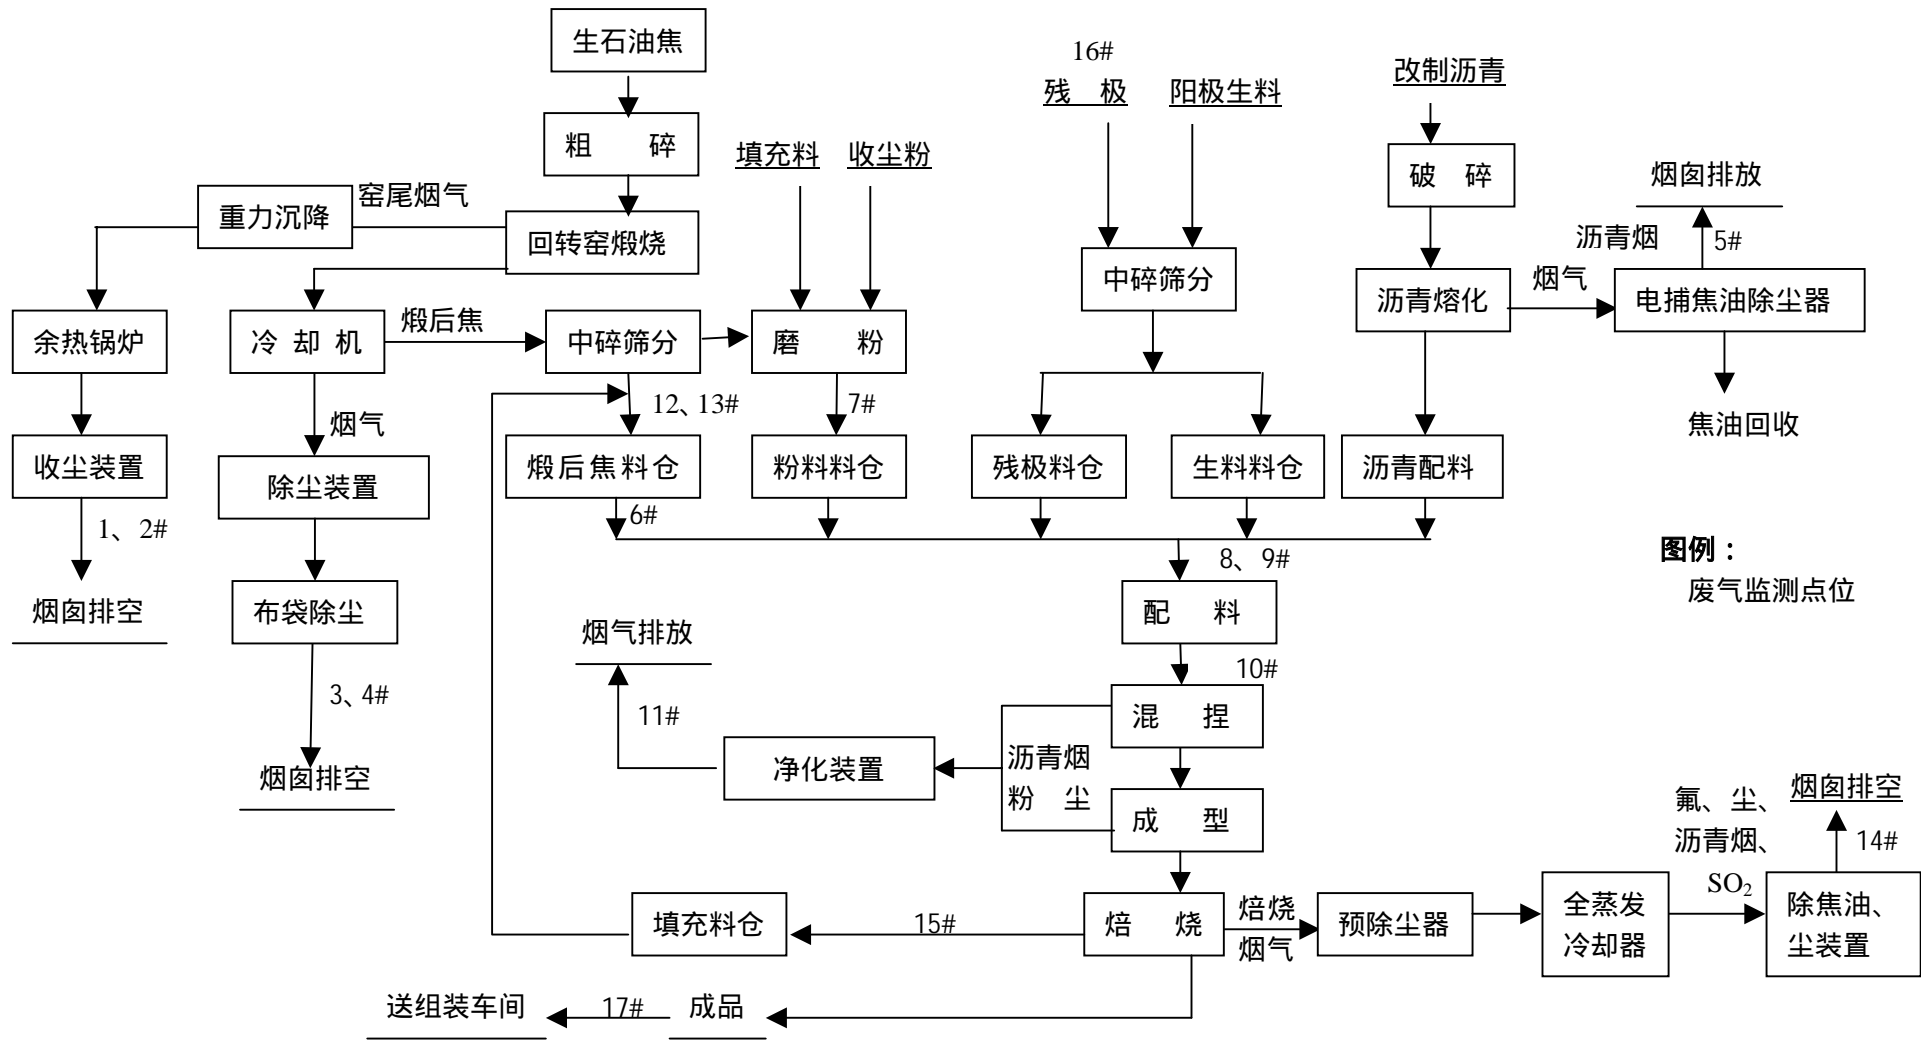 生石油焦
16#
残 极
阳极生料
改制沥青
粗 碎
填充料
收尘粉
破 碎
烟囱排放
窑尾烟气
重力沉降
回转窑煅烧
沥青烟
5#
中碎筛分
沥青熔化
烟气
电捕焦油除尘器
余热锅炉
冷 却 机
煅后焦
中碎筛分
磨 粉
12、13#
7#
烟气
焦油回收
收尘装置
除尘装置
煅后焦料仓
粉料料仓
残极料仓
生料料仓
沥青配料
1、2#
6#
8、9#
图例:
废气监测点位
烟囱排空
布袋除尘
配 料
烟气排放
10#
3、4#
11#
混 捏
沥青烟
粉 尘
净化装置
烟囱排空
成 型
氟、尘、
沥青烟、
SO₂
烟囱排空
14#
填充料仓
15#
焙 烧
焙烧
烟气
预除尘器
全蒸发
冷却器
除焦油、
尘装置
送组装车间
17#
成品